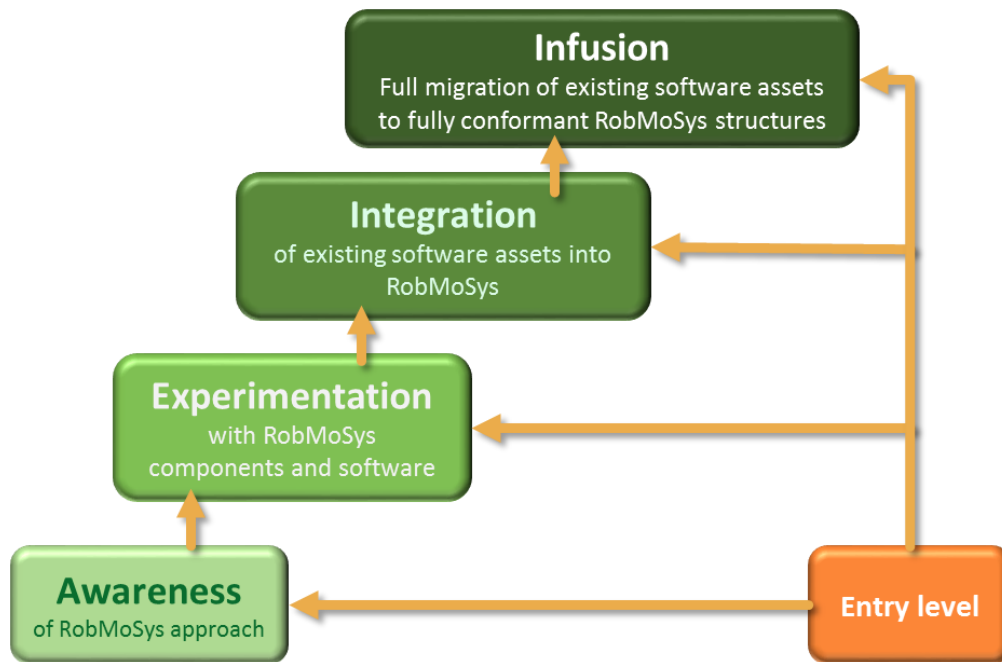 Infusion
Full migration of existing software assets
to fully conformant RobMoSys structures
Integration
of existing software assets into
RobMoSys
Experimentation
with RobMoSys
components and software
Awareness
of RobMoSys approach
Entry level